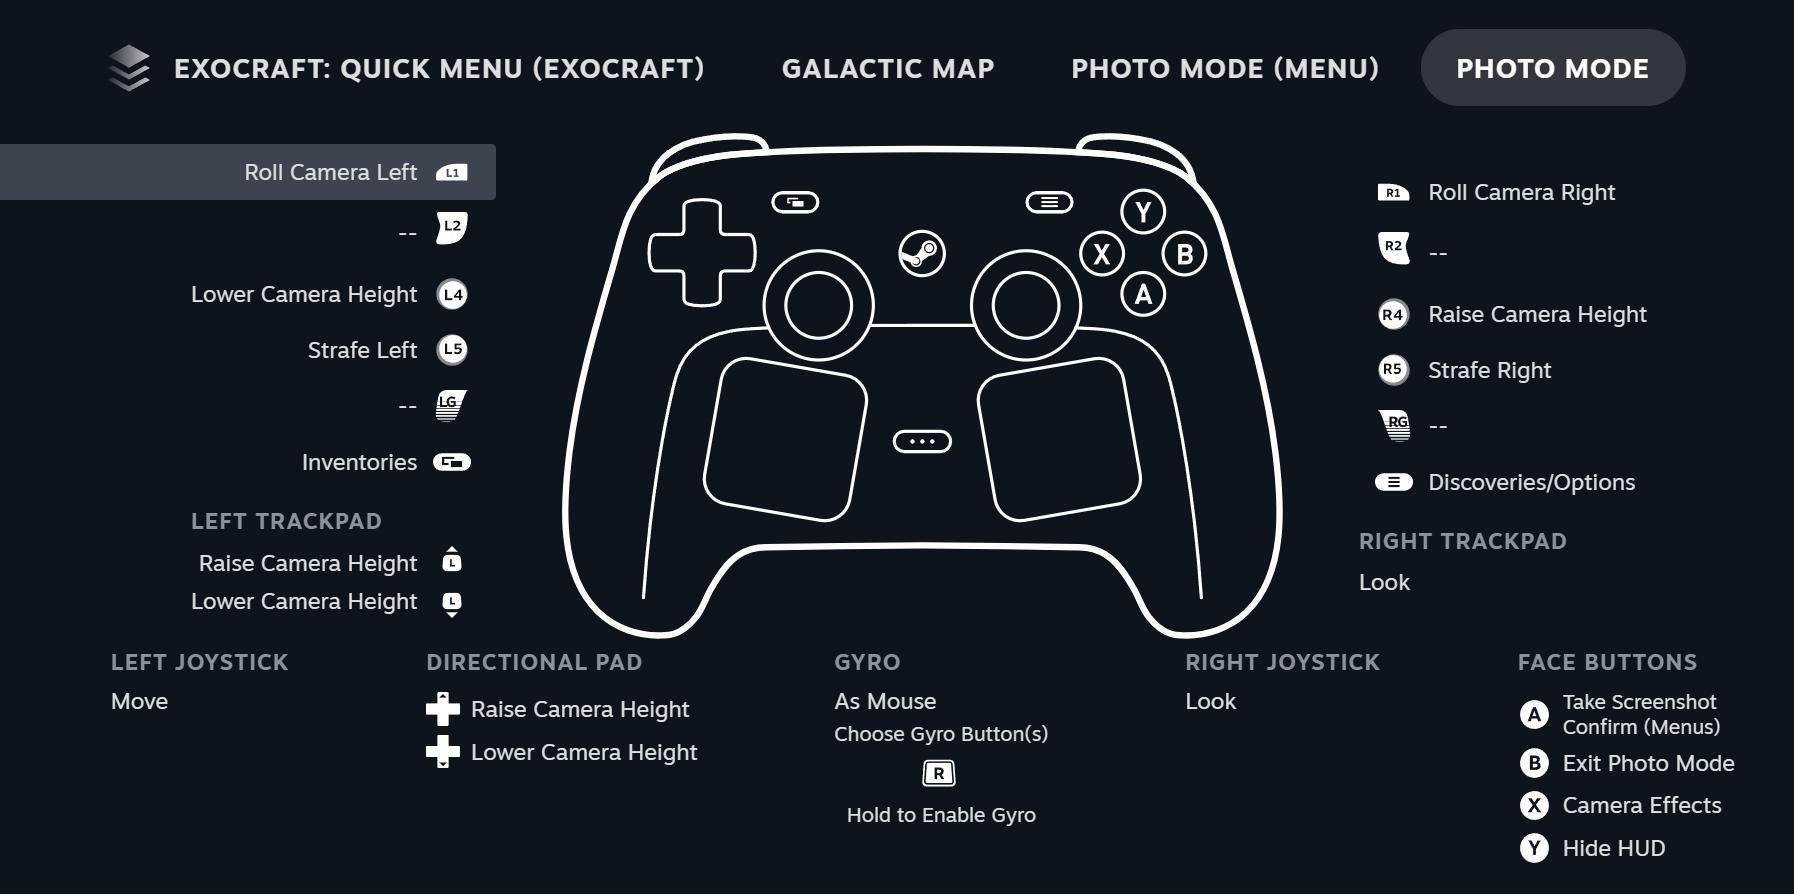 EXOCRAFT: QUICK MENU (EXOCRAFT)
GALACTIC MAP
PHOTO MODE (MENU)
PHOTO MODE
Roll Camera Left L1
-- L2
Lower Camera Height L4
Strafe Left L5
-- LG
Inventories
LEFT TRACKPAD
Raise Camera Height L
Lower Camera Height L
Y
X B
A
R1 Roll Camera Right
R2 --
R4 Raise Camera Height
R5 Strafe Right
RG --
Discoveries/Options
RIGHT TRACKPAD
Look
LEFT JOYSTICK
Move
DIRECTIONAL PAD
Raise Camera Height
Lower Camera Height
GYRO
As Mouse
Choose Gyro Button(s)
R
Hold to Enable Gyro
RIGHT JOYSTICK
Look
FACE BUTTONS
A Take Screenshot
Confirm (Menus)
B Exit Photo Mode
X Camera Effects
Y Hide HUD